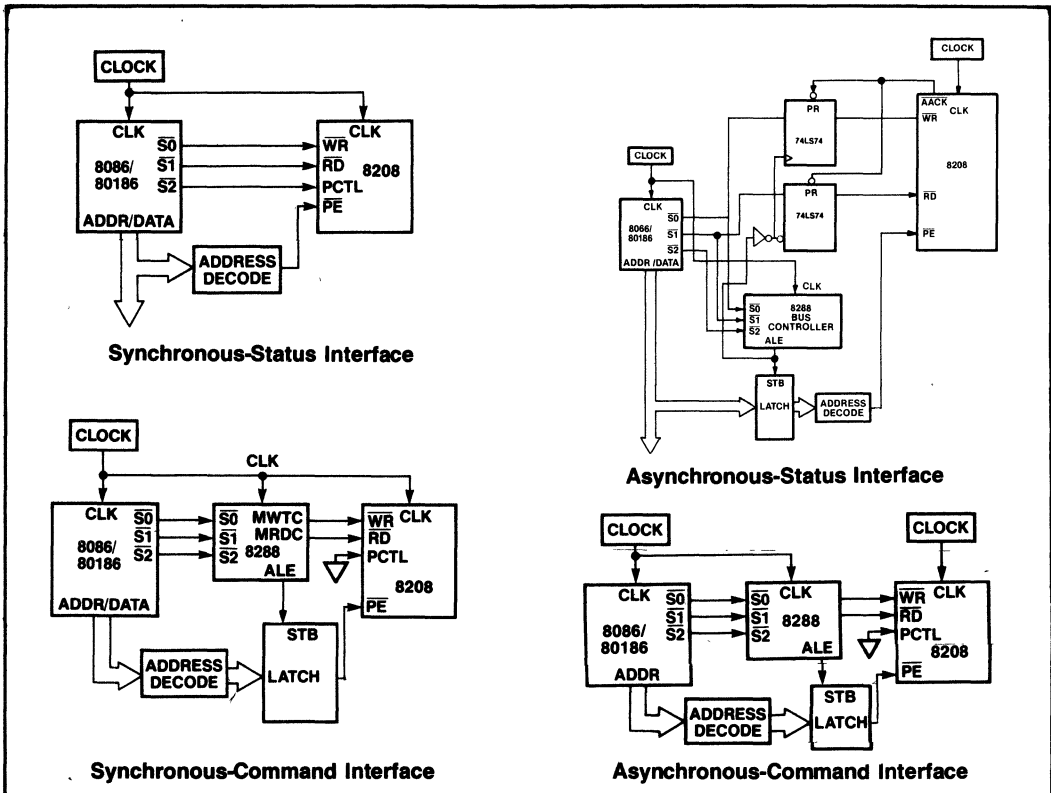 CLOCK
CLK
8086/
80186
S0
S1
S2
ADDR/DATA
CLK
WR
RD
PCTL
PE
8208
ADDRESS
DECODE
Synchronous-Status Interface
CLOCK
AACK
CLK
WR
8208
RD
PE
PR
74LS74
PR
74LS74
CLOCK
CLK
8066/
80186
S0
S1
S2
ADDR /DATA
CLK
S0
S1
S2
8288
BUS
CONTROLLER
ALE
STB
LATCH
ADDRESS
DECODE
Asynchronous-Status Interface
CLOCK
CLK
CLK
8086/
80186
S0
S1
S2
ADDR/DATA
S0
S1
S2
MWTC
MRDC
8288
ALE
WR
CLK
RD
PCTL
8208
PE
STB
LATCH
ADDRESS
DECODE
Synchronous-Command Interface
CLOCK
CLOCK
CLK
8086/
80186
S0
S1
S2
ADDR
CLK
S0
S1
S2
8288
ALE
WR
CLK
RD
PCTL
8208
PE
STB
LATCH
ADDRESS
DECODE
Asynchronous-Command Interface